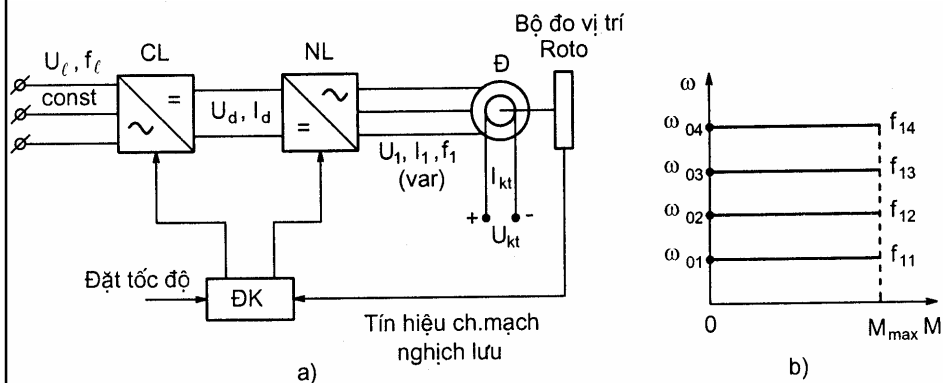 Bộ đo vị trí
Roto
CL
NL
Đ
U_ℓ, f_ℓ
const
=
~
U_d, I_d
~
=
U_1, I_1, f_1
(var)
I_kt
+
-
U_kt
Đặt tốc độ
ĐK
Tín hiệu ch.mạch
nghịch lưu
a)
ω
ω_04
f_14
ω_03
f_13
ω_02
f_12
ω_01
f_11
0
M_max M
b)